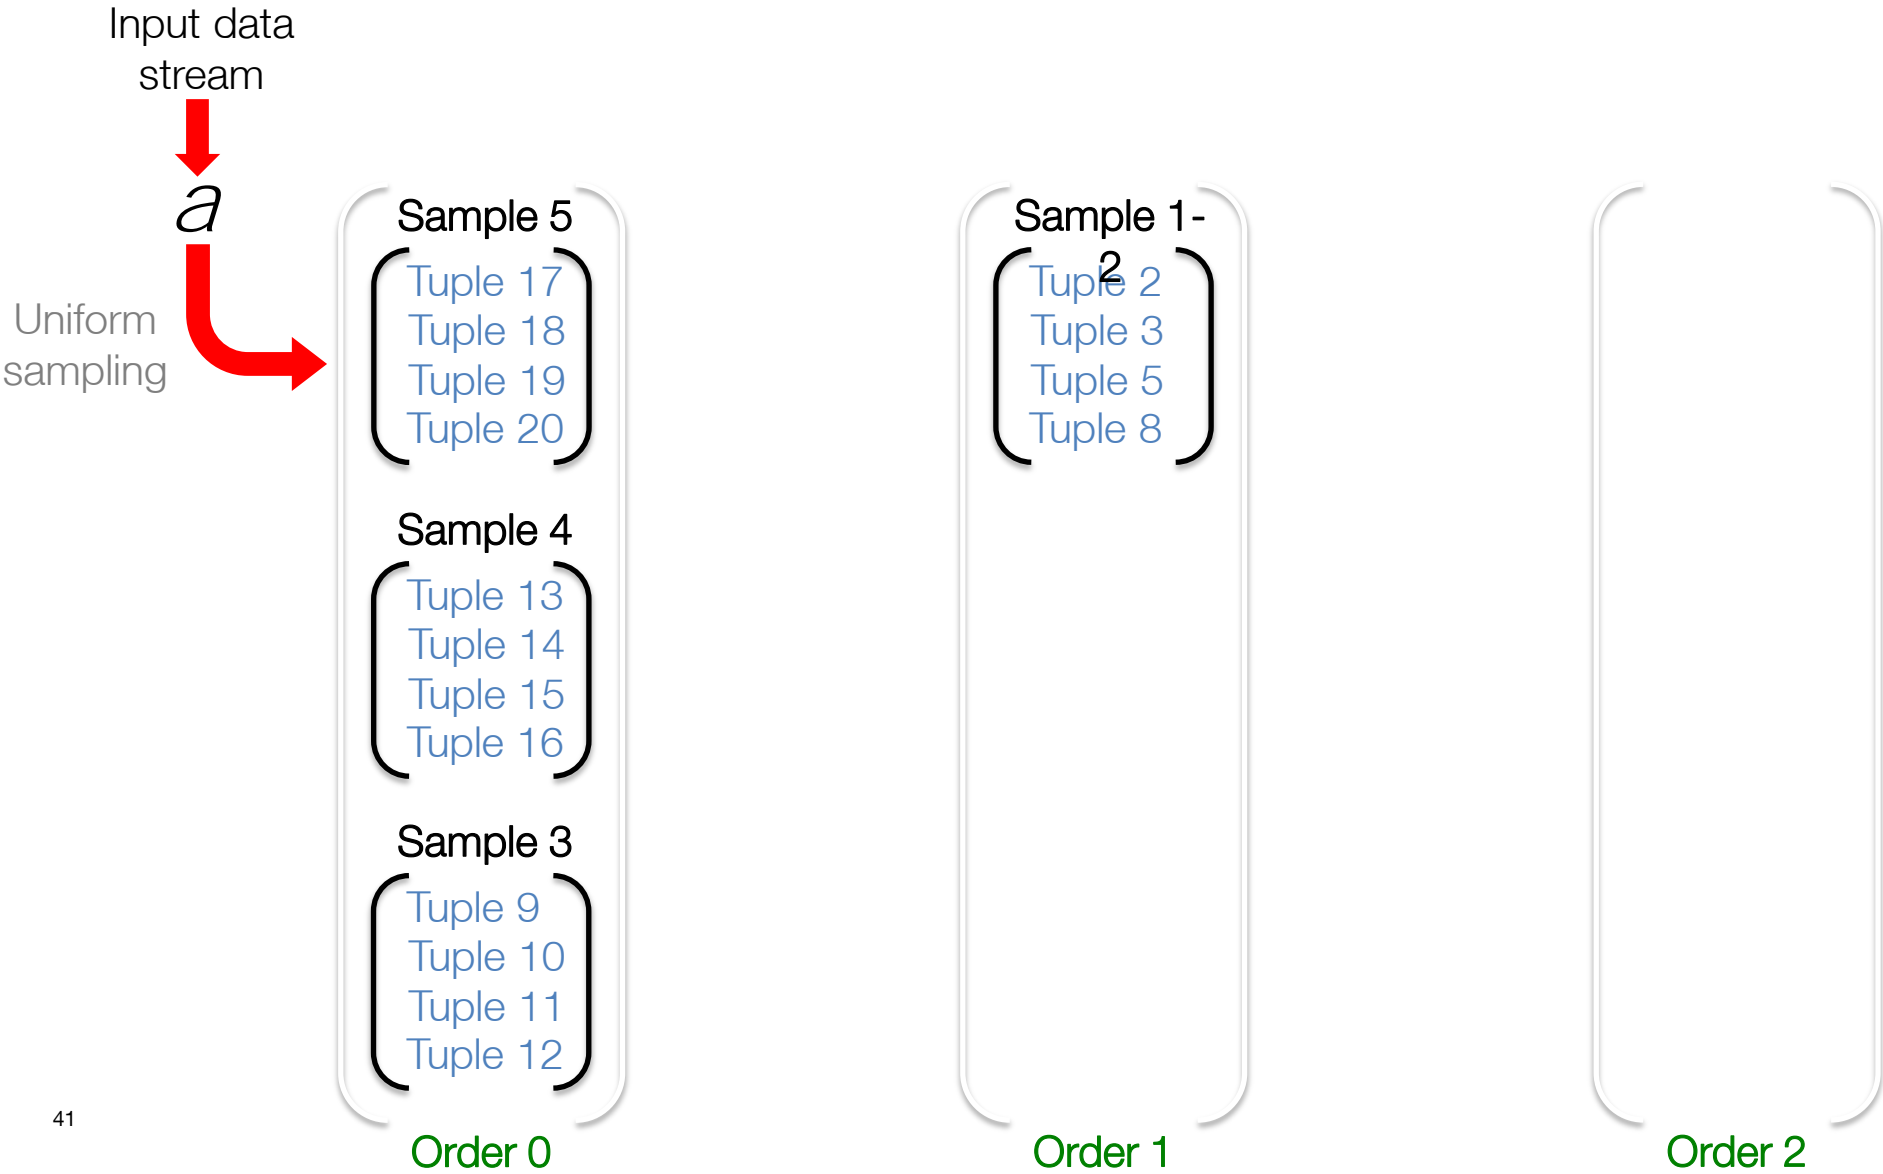 Input data
stream
a
Uniform
sampling
Sample 5
Tuple 17
Tuple 18
Tuple 19
Tuple 20
Sample 4
Tuple 13
Tuple 14
Tuple 15
Tuple 16
Sample 3
Tuple 9
Tuple 10
Tuple 11
Tuple 12
Order 0
Sample 1-
2
Tuple 2
Tuple 3
Tuple 5
Tuple 8
Order 1
Order 2
41